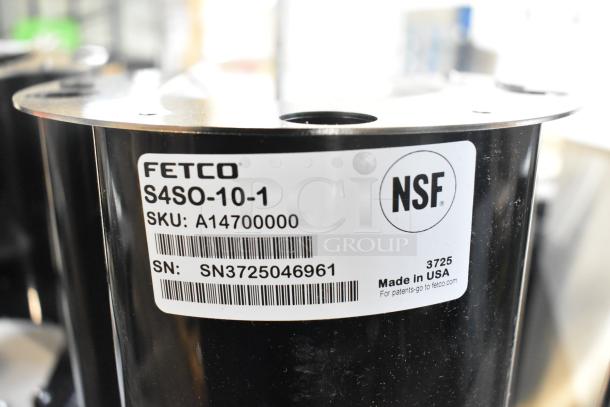 FETCO
S4SO-10-1
SKU: A14700000
SN: SN3725046961
NSF®
3725
Made in USA
For patents-go to fetco.com
GROUP